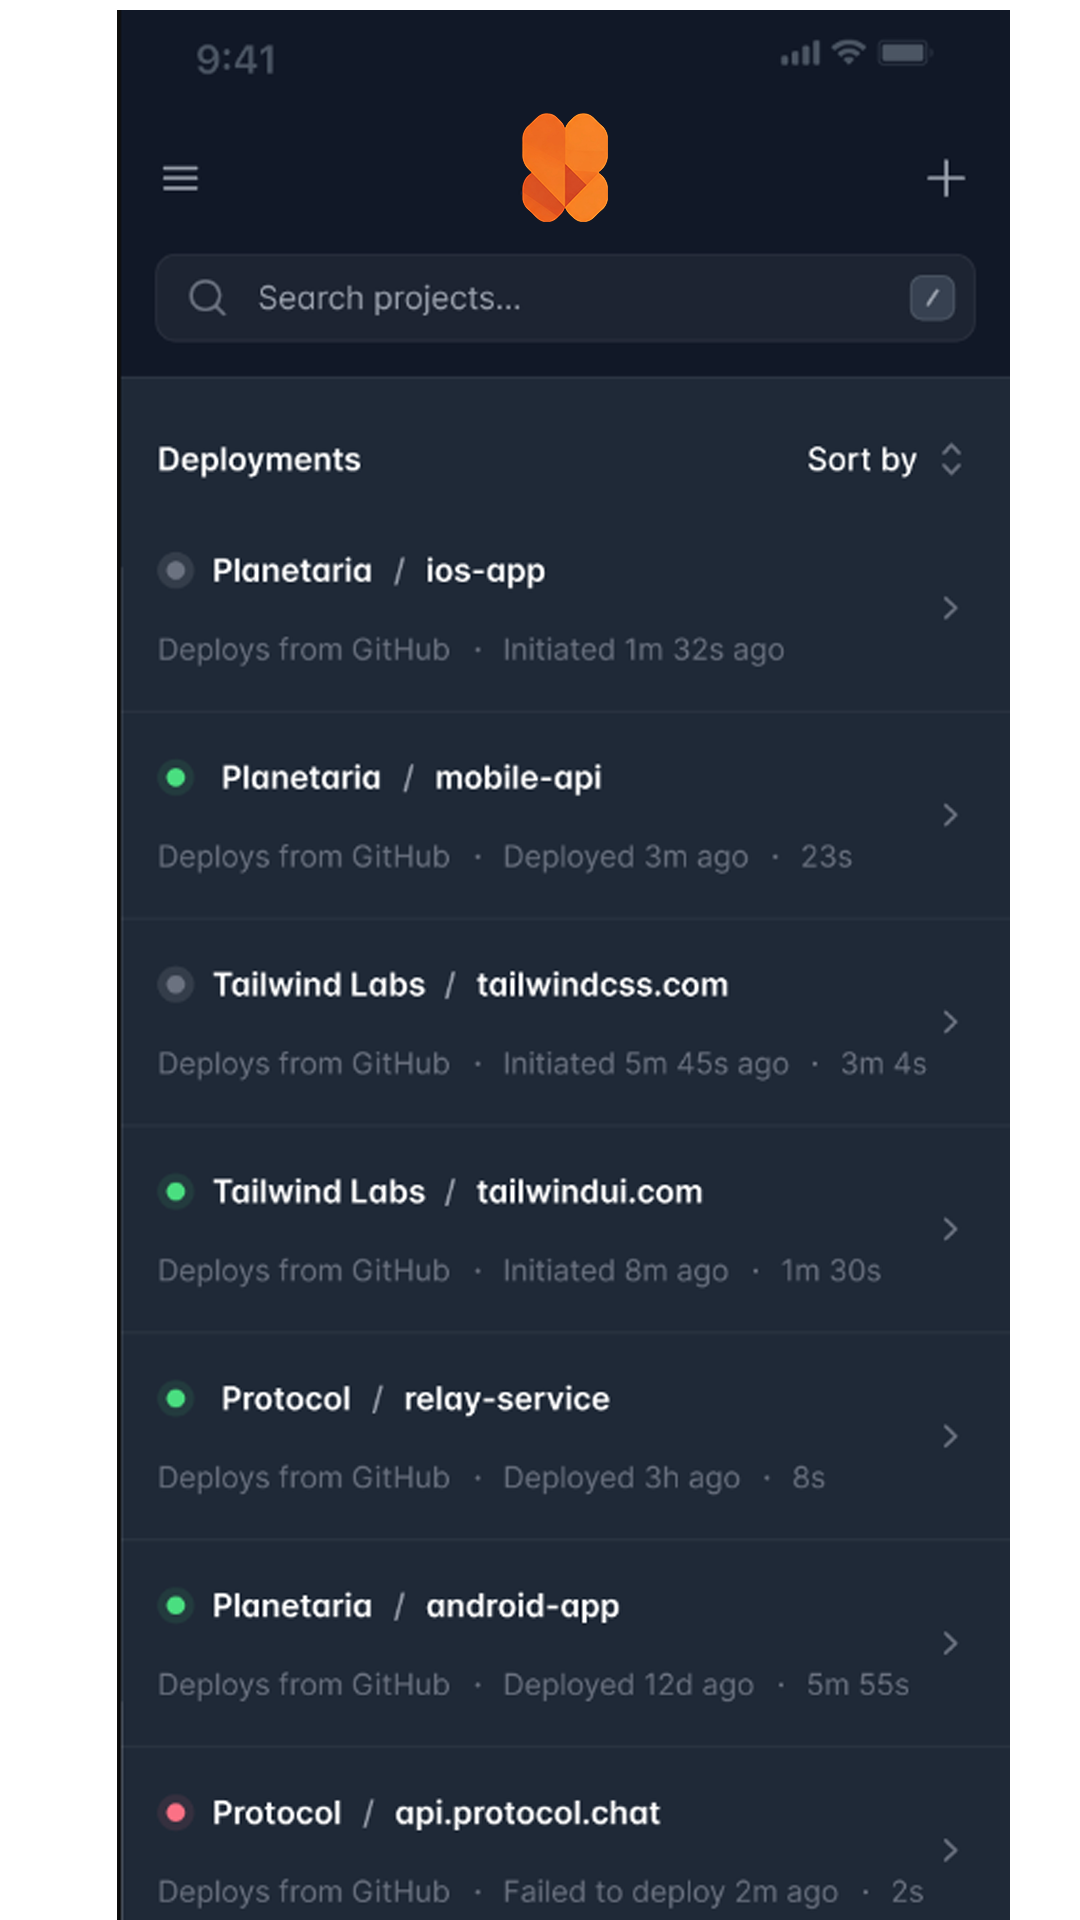 9:41
Search projects... /
Deployments Sort by
Planetaria / ios-app
Deploys from GitHub · Initiated 1m 32s ago
Planetaria / mobile-api
Deploys from GitHub · Deployed 3m ago · 23s
Tailwind Labs / tailwindcss.com
Deploys from GitHub · Initiated 5m 45s ago · 3m 4s
Tailwind Labs / tailwindui.com
Deploys from GitHub · Initiated 8m ago · 1m 30s
Protocol / relay-service
Deploys from GitHub · Deployed 3h ago · 8s
Planetaria / android-app
Deploys from GitHub · Deployed 12d ago · 5m 55s
Protocol / api.protocol.chat
Deploys from GitHub · Failed to deploy 2m ago · 2s